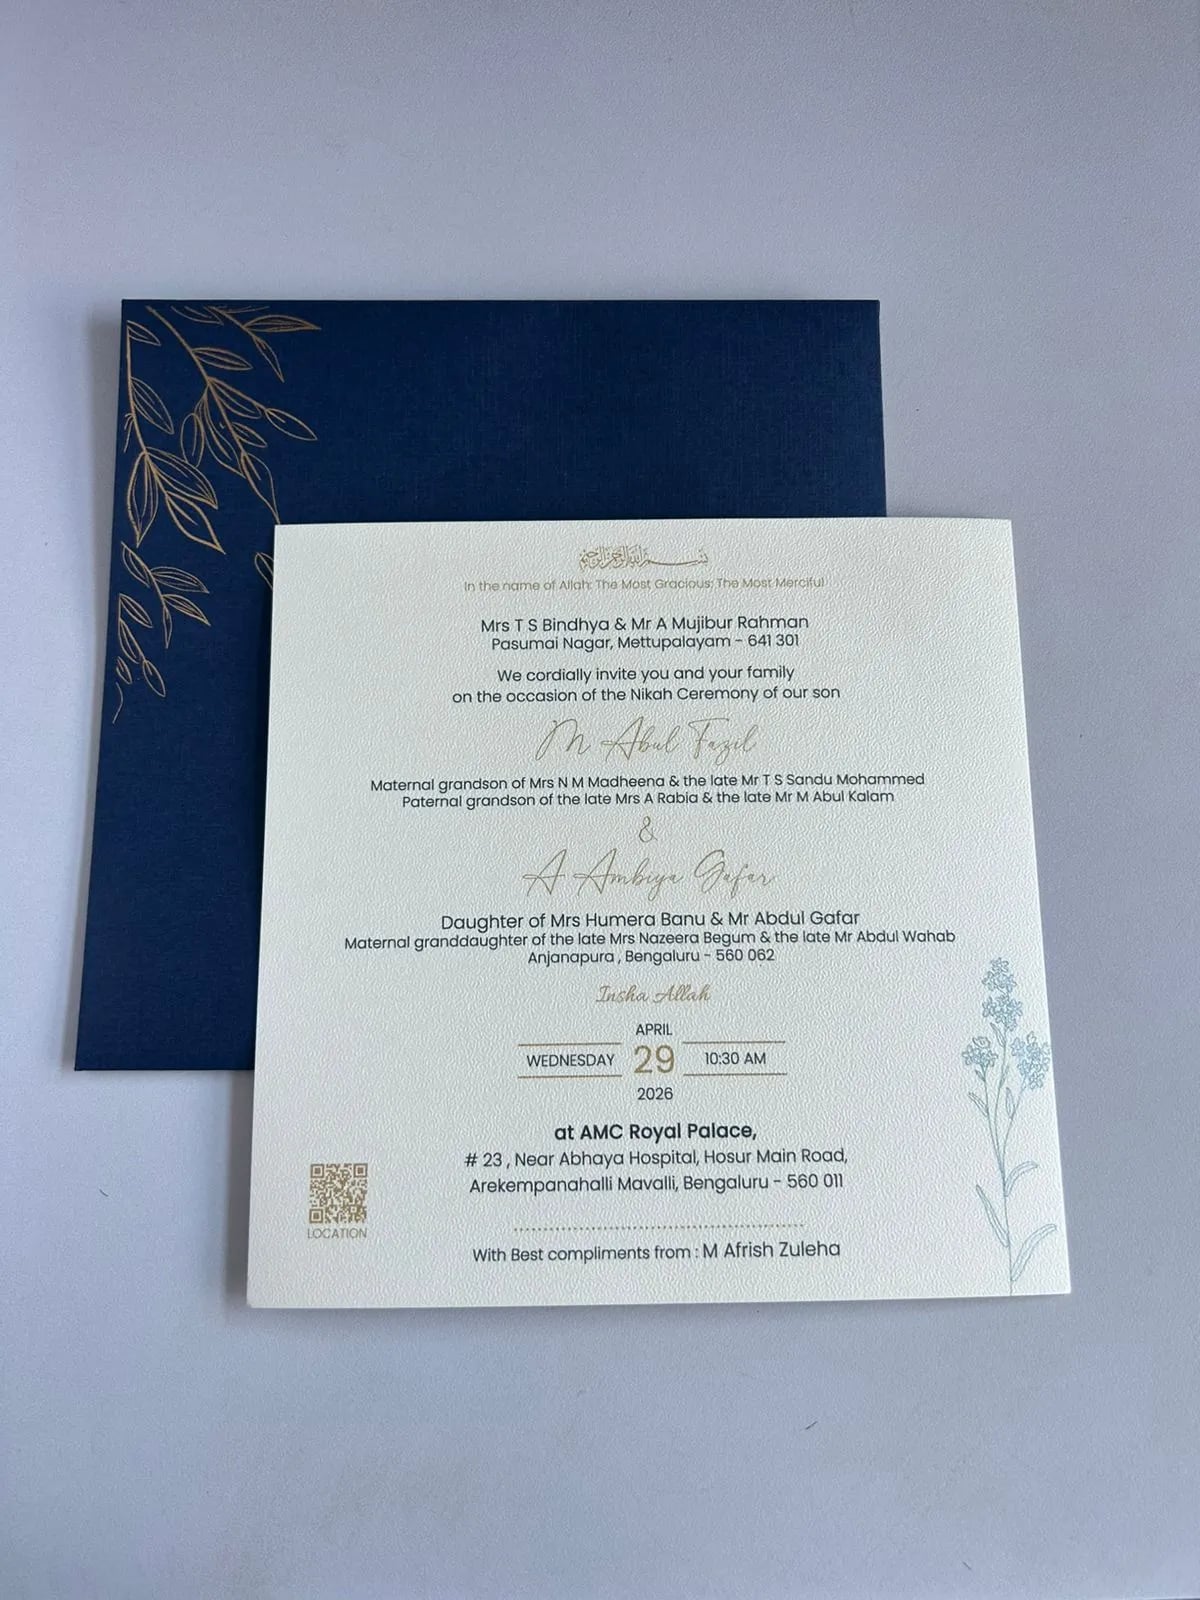 بسم الله الرحمن الرحيم
In the name of Allah: The Most Gracious: The Most Merciful
Mrs T S Bindhya & Mr A Mujibur Rahman
Pasumai Nagar, Mettupalayam - 641 301
We cordially invite you and your family
on the occasion of the Nikah Ceremony of our son
M Abul Fazil
Maternal grandson of Mrs N M Madheena & the late Mr T S Sandu Mohammed
Paternal grandson of the late Mrs A Rabia & the late Mr M Abul Kalam
&
A Ambiya Gafar
Daughter of Mrs Humera Banu & Mr Abdul Gafar
Maternal granddaughter of the late Mrs Nazeera Begum & the late Mr Abdul Wahab
Anjanapura , Bengaluru - 560 062
Insha Allah
APRIL
WEDNESDAY 29 10:30 AM
2026
at AMC Royal Palace,
# 23 , Near Abhaya Hospital, Hosur Main Road,
Arekempanahalli Mavalli, Bengaluru - 560 011
LOCATION
With Best compliments from : M Afrish Zuleha